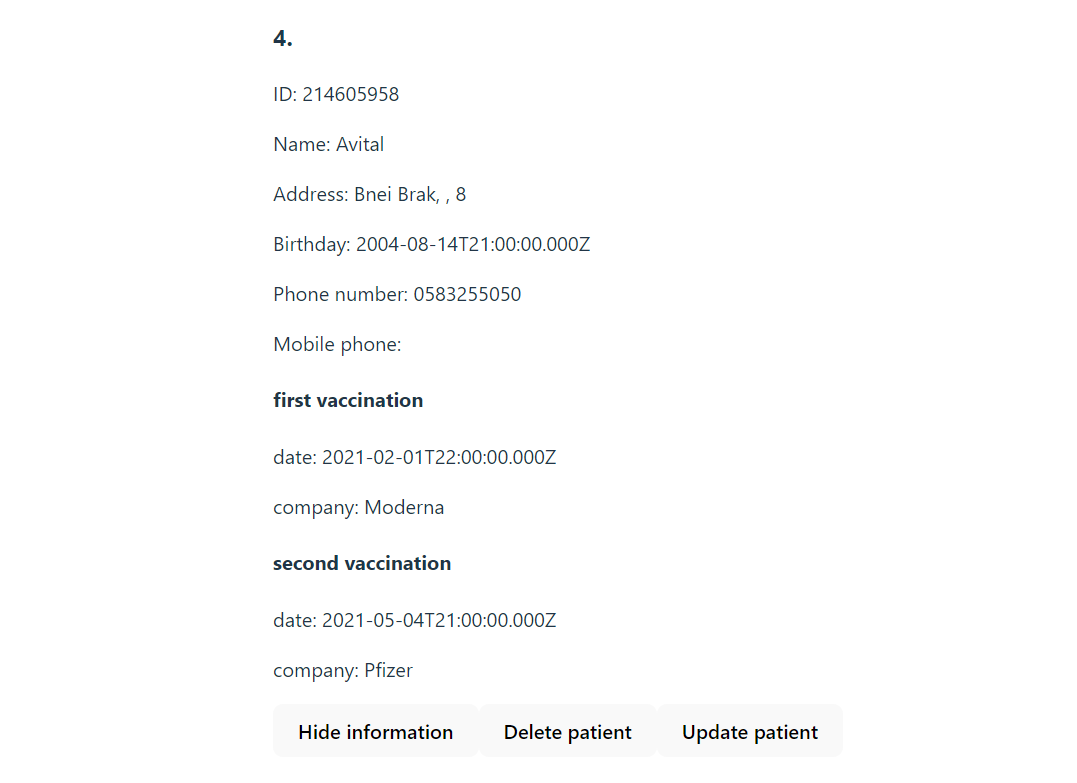 4.
ID: 214605958
Name: Avital
Address: Bnei Brak, , 8
Birthday: 2004-08-14T21:00:00.000Z
Phone number: 0583255050
Mobile phone:
first vaccination
date: 2021-02-01T22:00:00.000Z
company: Moderna
second vaccination
date: 2021-05-04T21:00:00.000Z
company: Pfizer
Hide information Delete patient Update patient